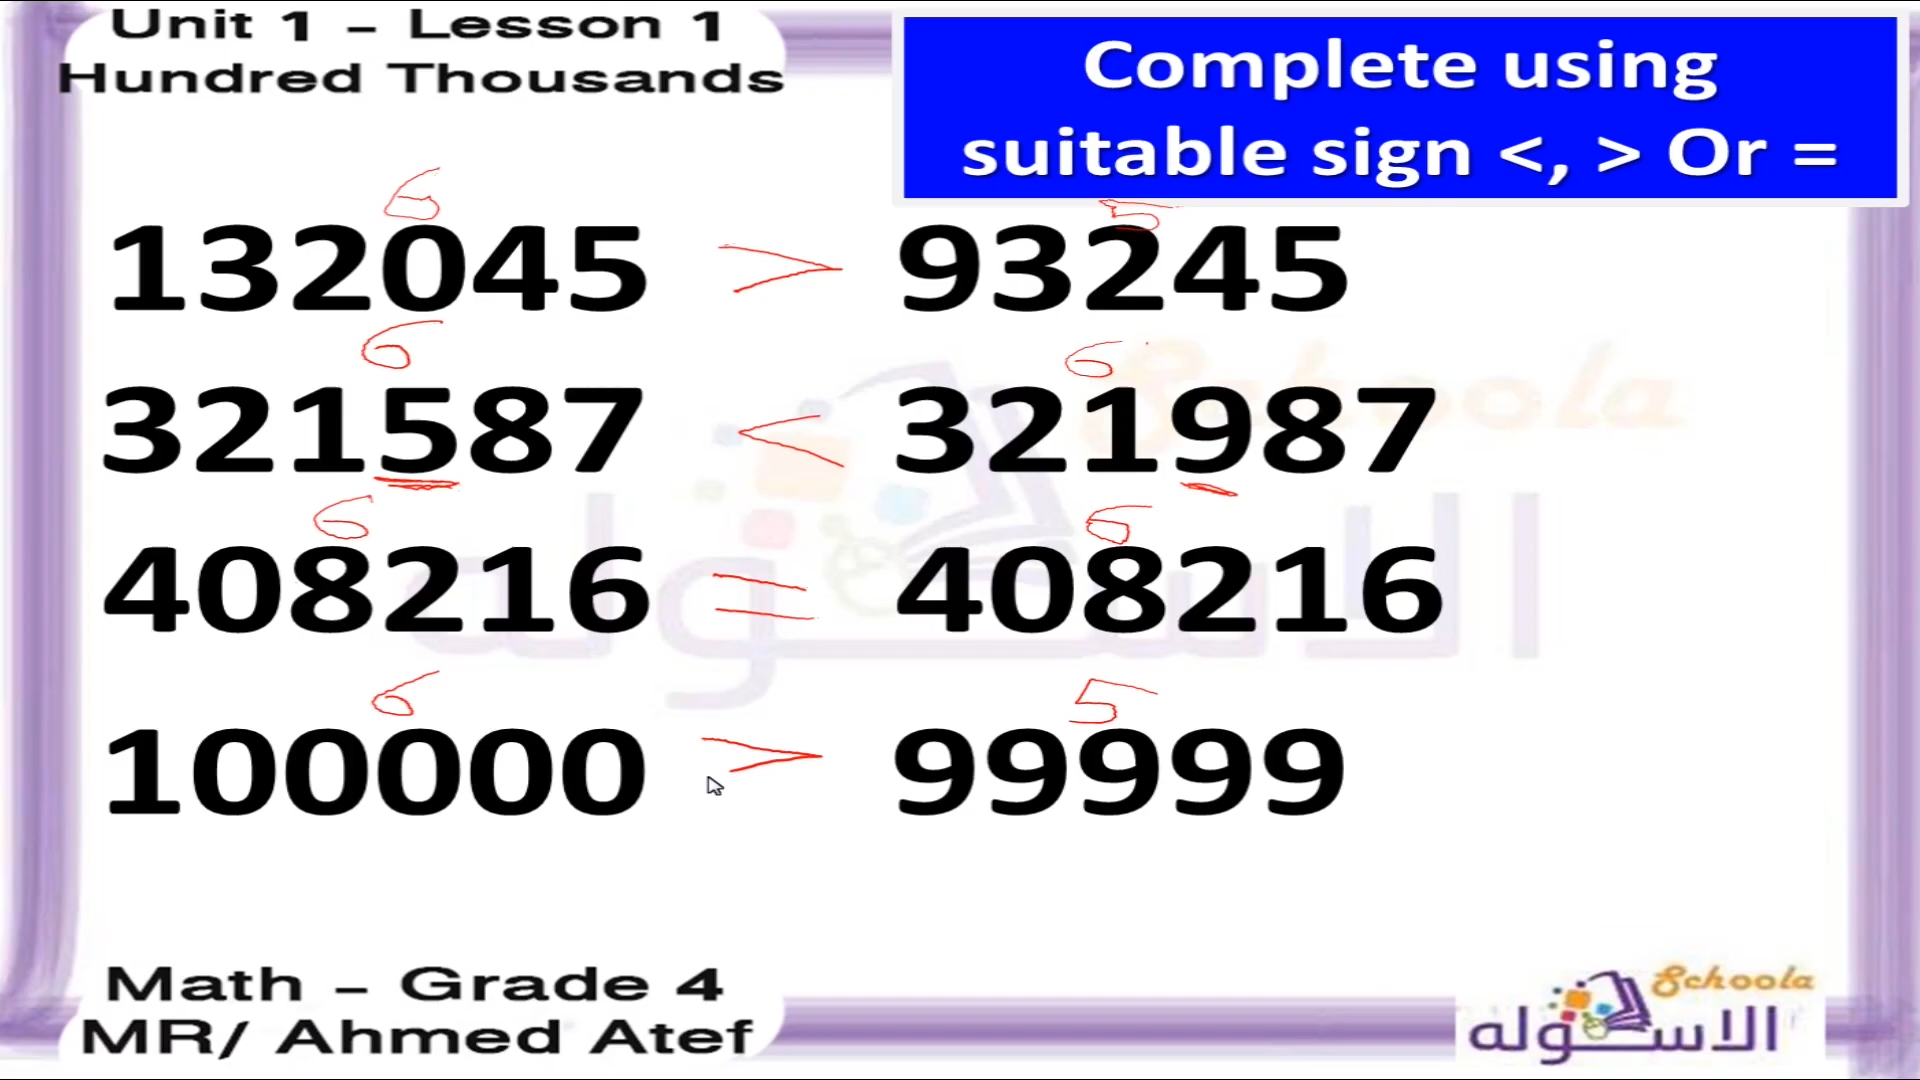 Unit 1 - Lesson 1
Hundred Thousands
Complete using
suitable sign <, > Or =
6 5
132045 > 93245
6 6
321587 < 321987
6 6
408216 = 408216
6 5
100000 > 99999
Math - Grade 4
MR/ Ahmed Atef
Schoola
الاسكوله